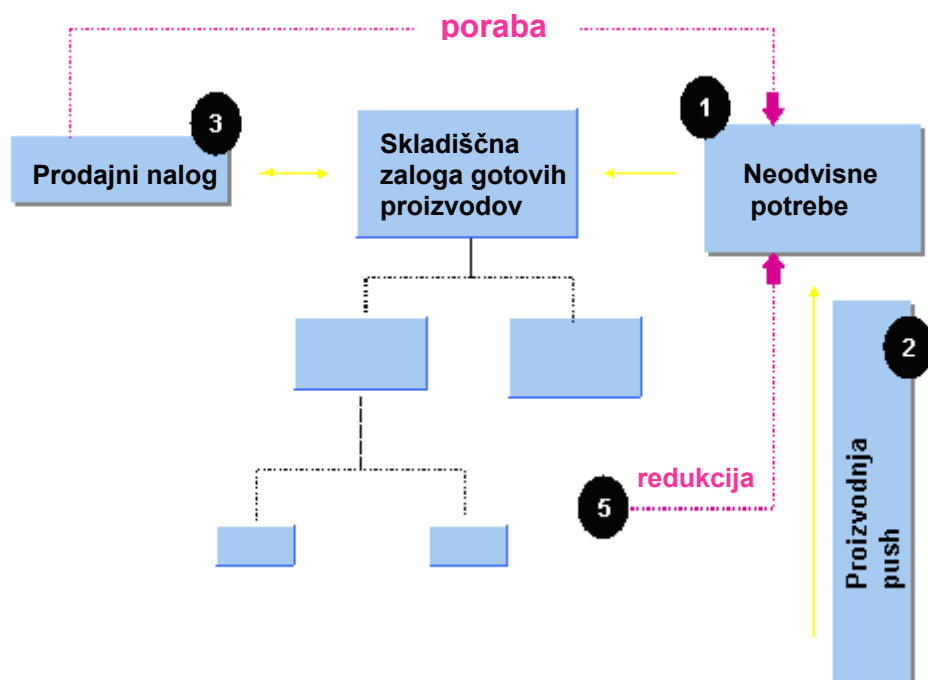 poraba
3
1
Prodajni nalog
Skladiščna
zaloga gotovih
proizvodov
Neodvisne
potrebe
2
redukcija
5
Proizvodnja
push